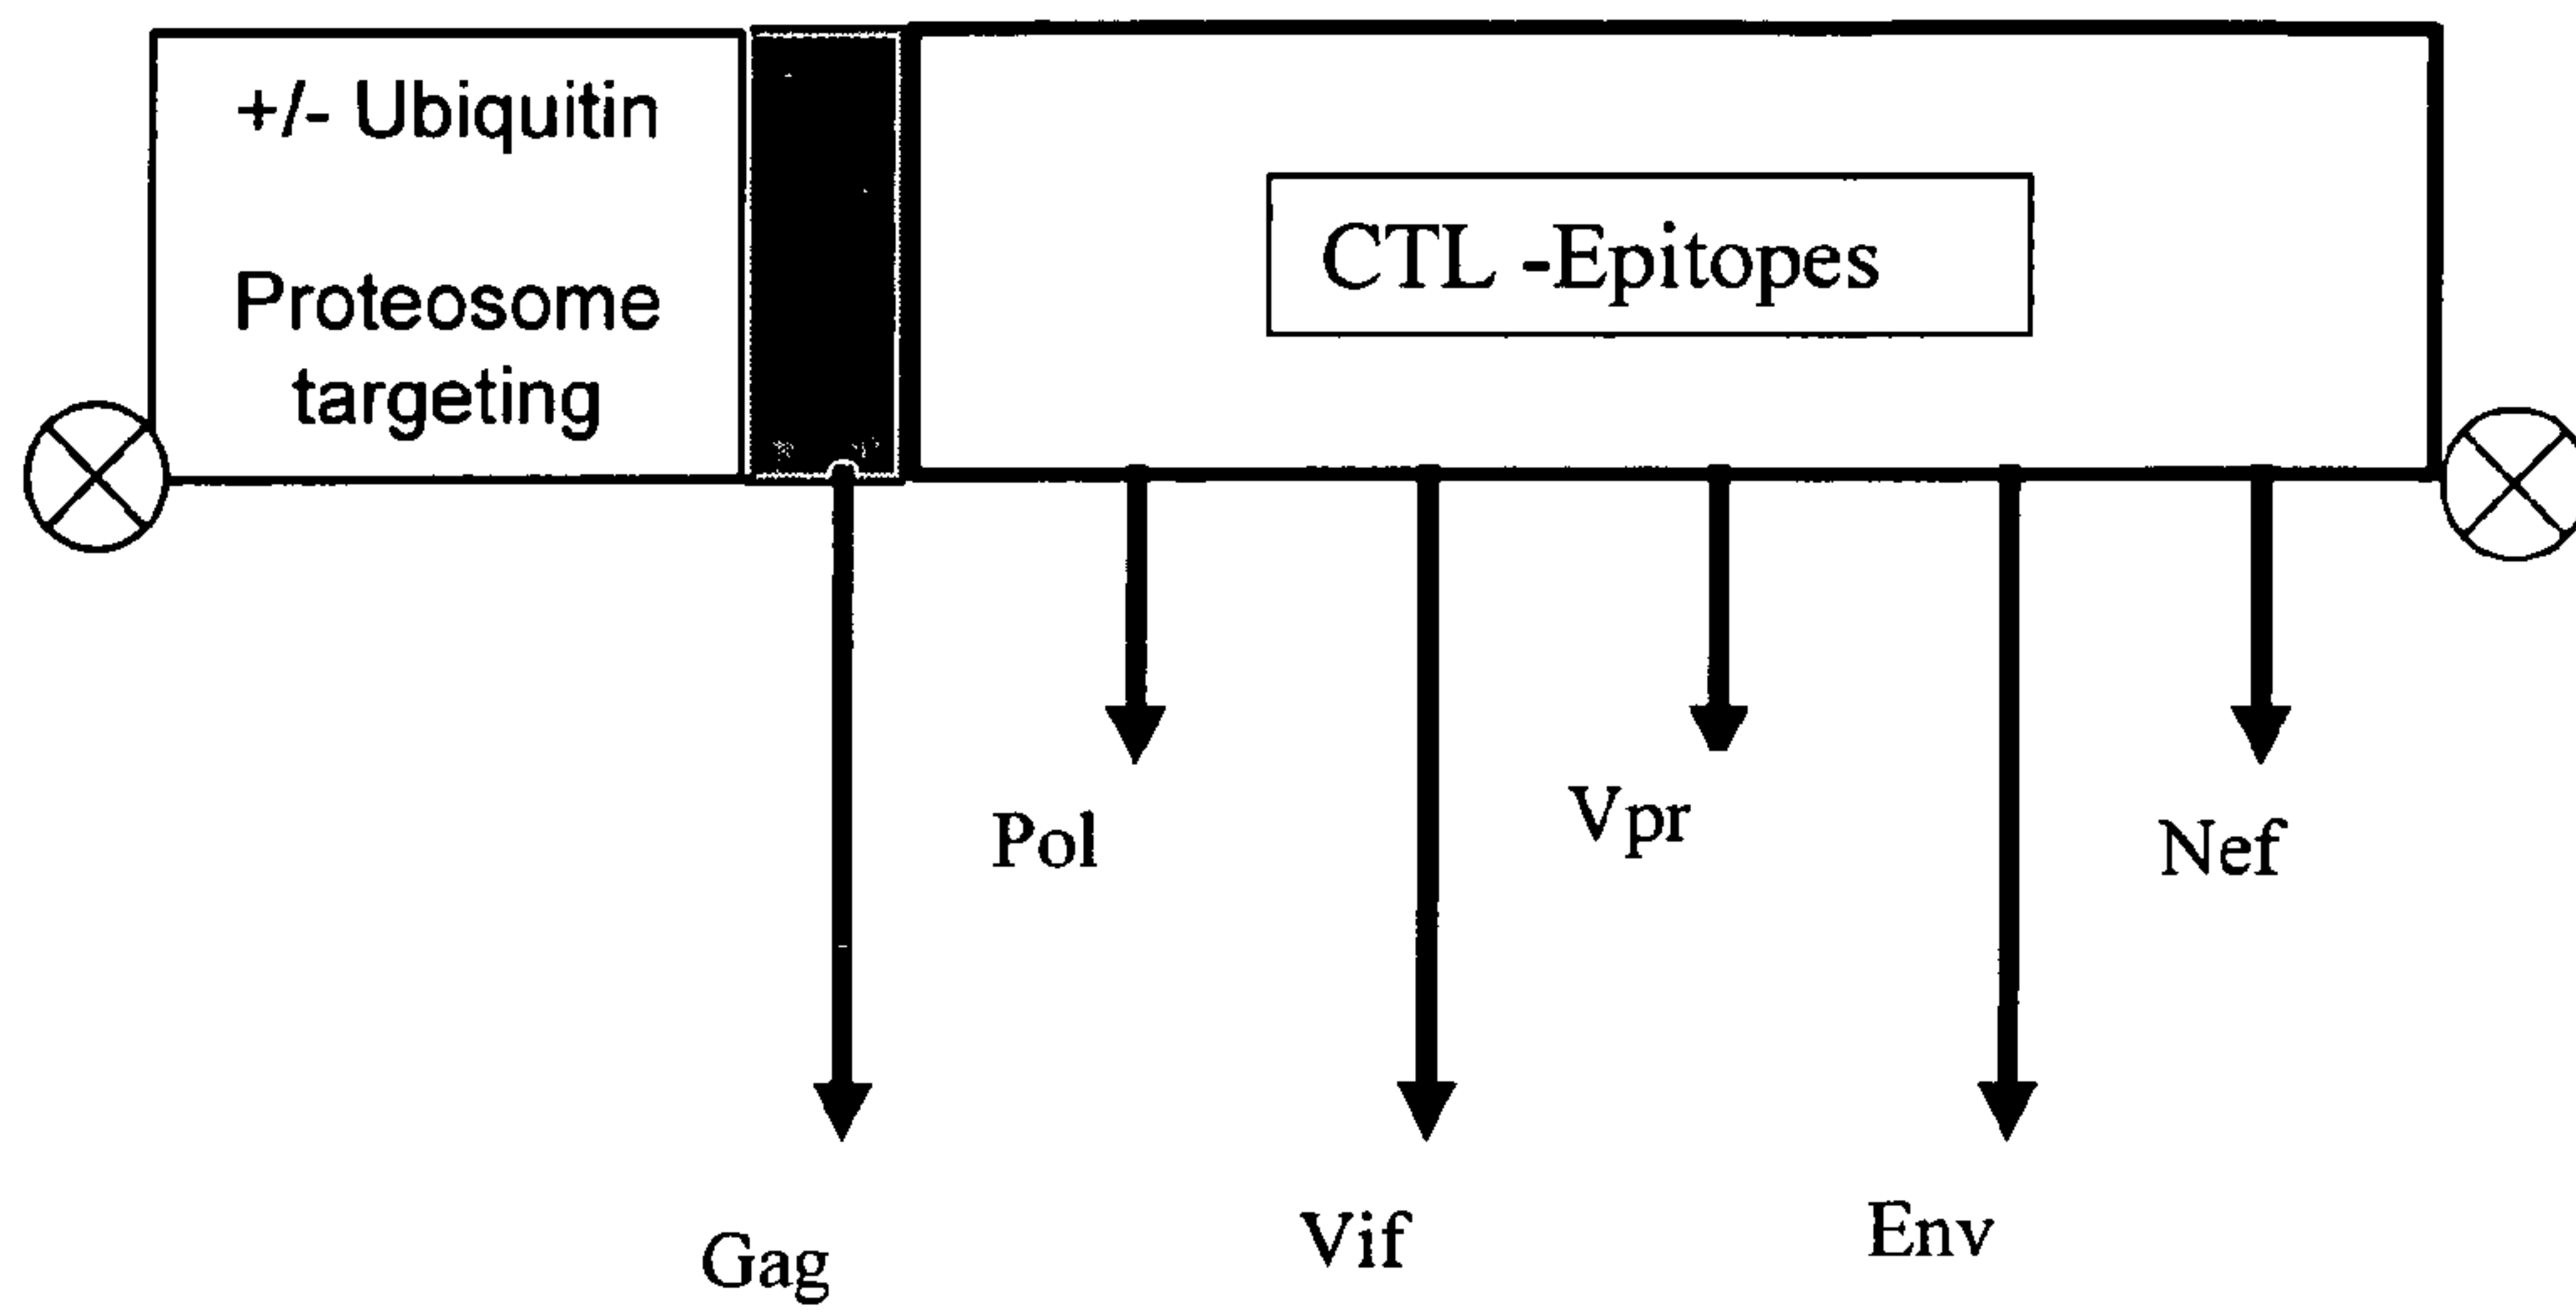 +/- Ubiquitin
Proteosome
targeting
CTL -Epitopes
Pol
Vpr
Nef
Gag
Vif
Env